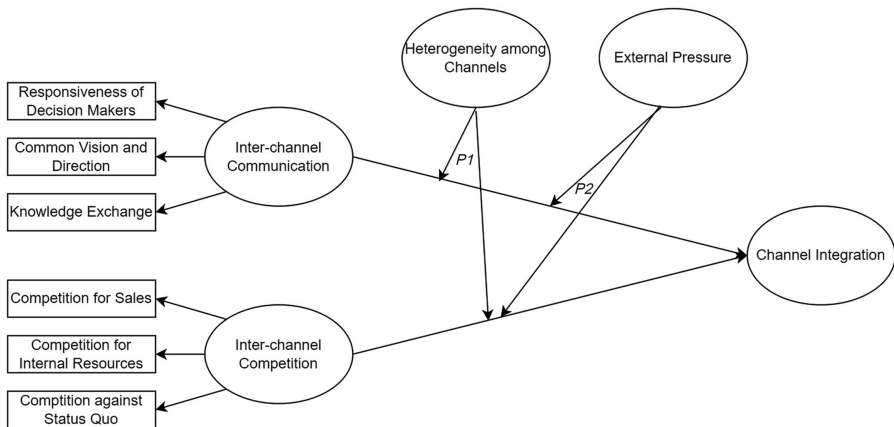 Heterogeneity among
Channels
External Pressure
Responsiveness of
Decision Makers
Common Vision and
Direction
Knowledge Exchange
Inter-channel
Communication
P1
P2
Channel Integration
Competition for Sales
Competition for
Internal Resources
Comptition against
Status Quo
Inter-channel
Competition